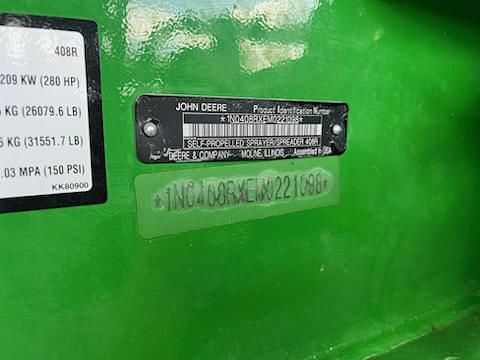 408R
209 KW (280 HP)
KG (26079.6 LB)
KG (31551.7 LB)
.03 MPA (150 PSI)
KK80900
JOHN DEERE Product Identification Number
*1N0408RXEM0221098*
SELF-PROPELLED SPRAYER/SPREADER 408R
DEERE & COMPANY MOLINE, ILLINOIS Assembled in USA
*1N0408RXEM0221098*